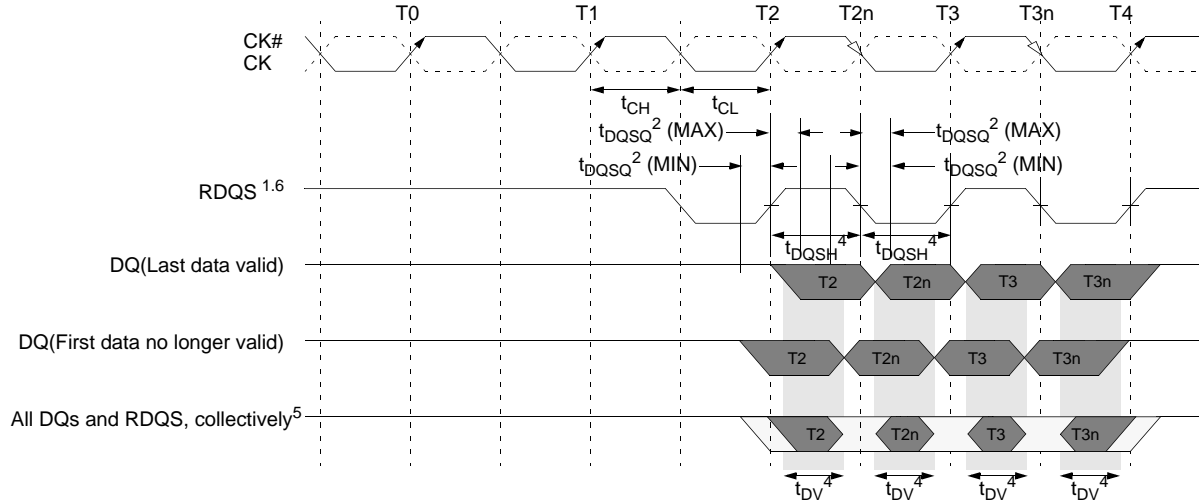 T0 T1 T2 T2n T3 T3n T4
CK#
CK
tCH tCL
tDQSQ² (MAX) tDQSQ² (MAX)
tDQSQ² (MIN) tDQSQ² (MIN)
RDQS 1.6
tDQSH⁴ tDQSH⁴
DQ(Last data valid) T2 T2n T3 T3n
DQ(First data no longer valid) T2 T2n T3 T3n
All DQs and RDQS, collectively⁵ T2 T2n T3 T3n
tDV⁴ tDV⁴ tDV⁴ tDV⁴